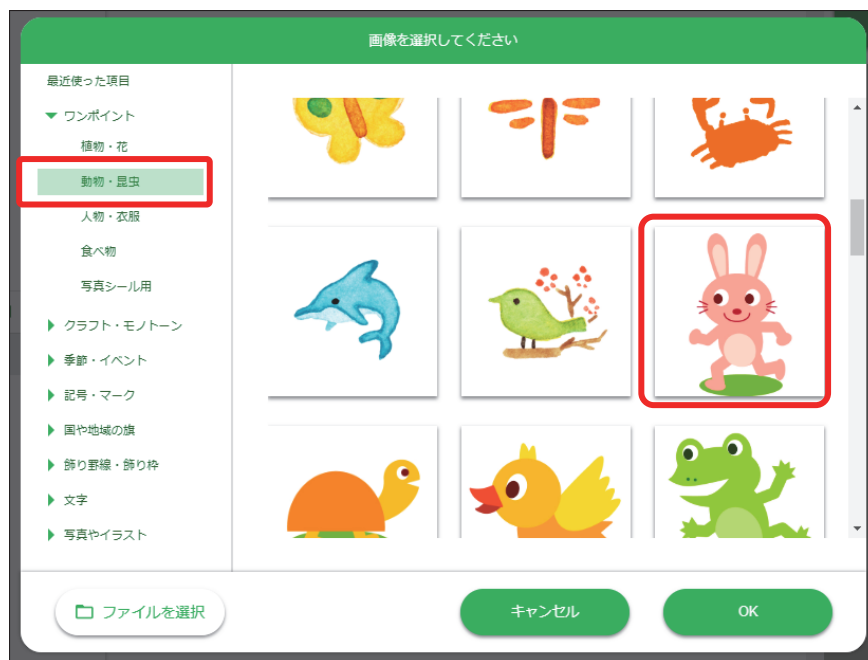 画像を選択してください
最近使った項目
ワンポイント
植物・花
動物・昆虫
人物・衣服
食べ物
写真シール用
クラフト・モノトーン
季節・イベント
記号・マーク
国や地域の旗
飾り罫線・飾り枠
文字
写真やイラスト
ファイルを選択
キャンセル
OK